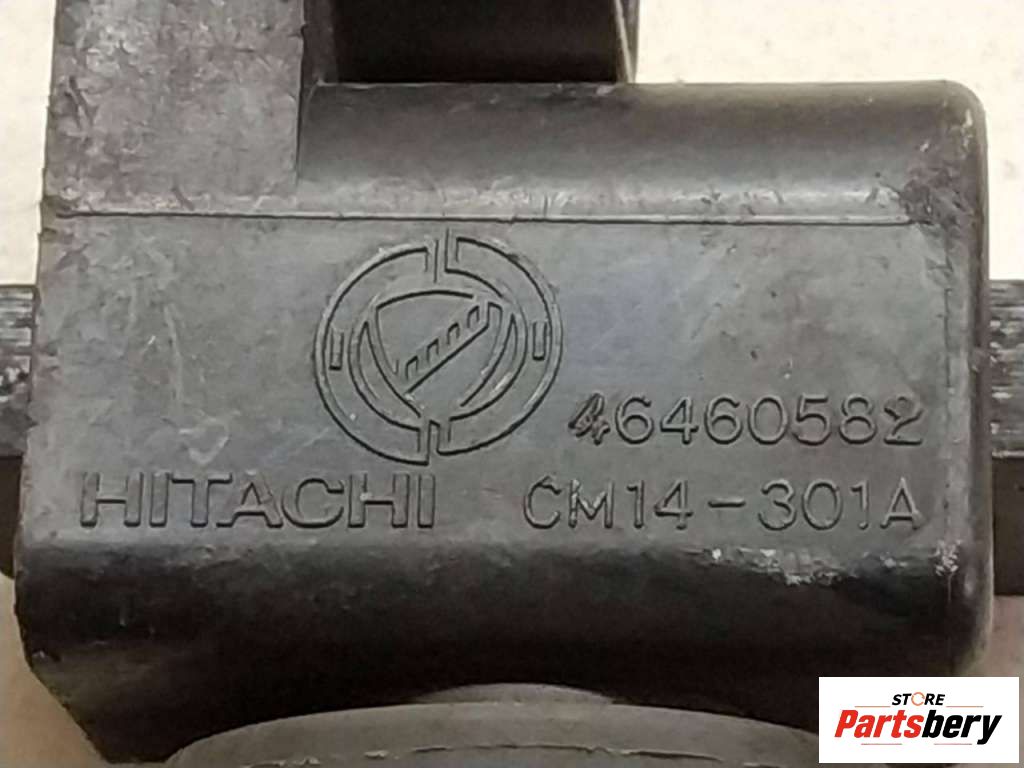 46460582
HITACHI CM14-301A
STORE
Partsbery